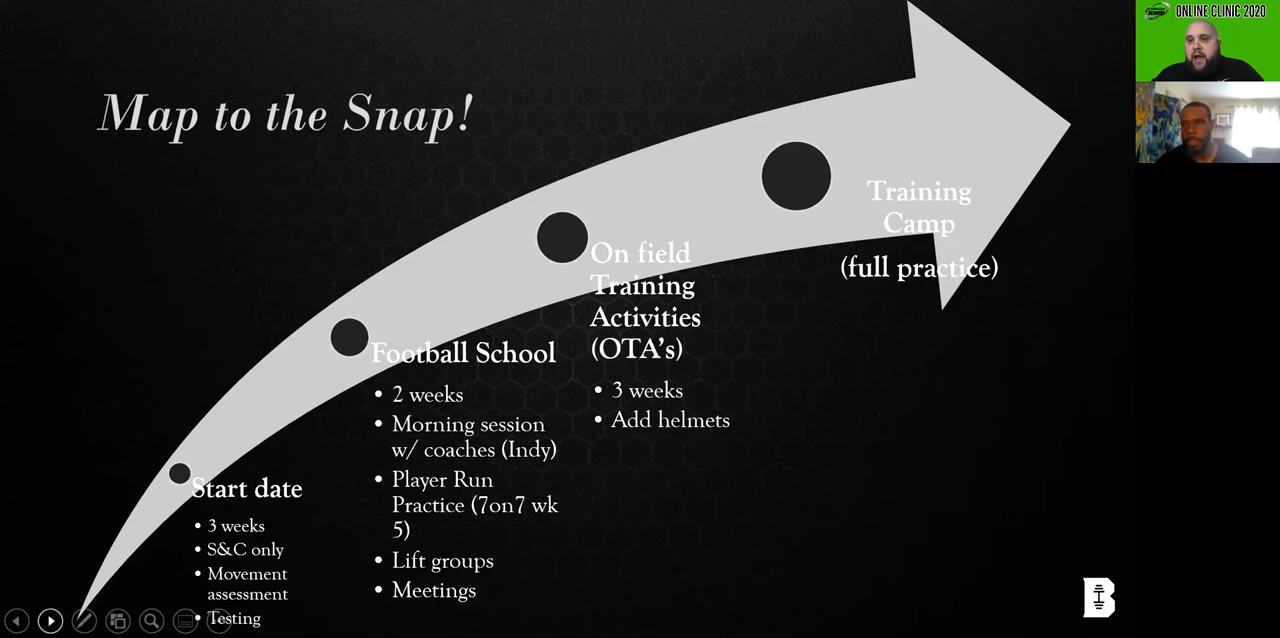 ONLINE CLINIC 2020
Map to the Snap!
Start date
• 3 weeks
• S&C only
• Movement
assessment
• Testing
Football School
• 2 weeks
• Morning session
w/ coaches (Indy)
• Player Run
Practice (7on7 wk
5)
• Lift groups
• Meetings
On field
Training
Activities
(OTA's)
• 3 weeks
• Add helmets
Training
Camp
(full practice)
B